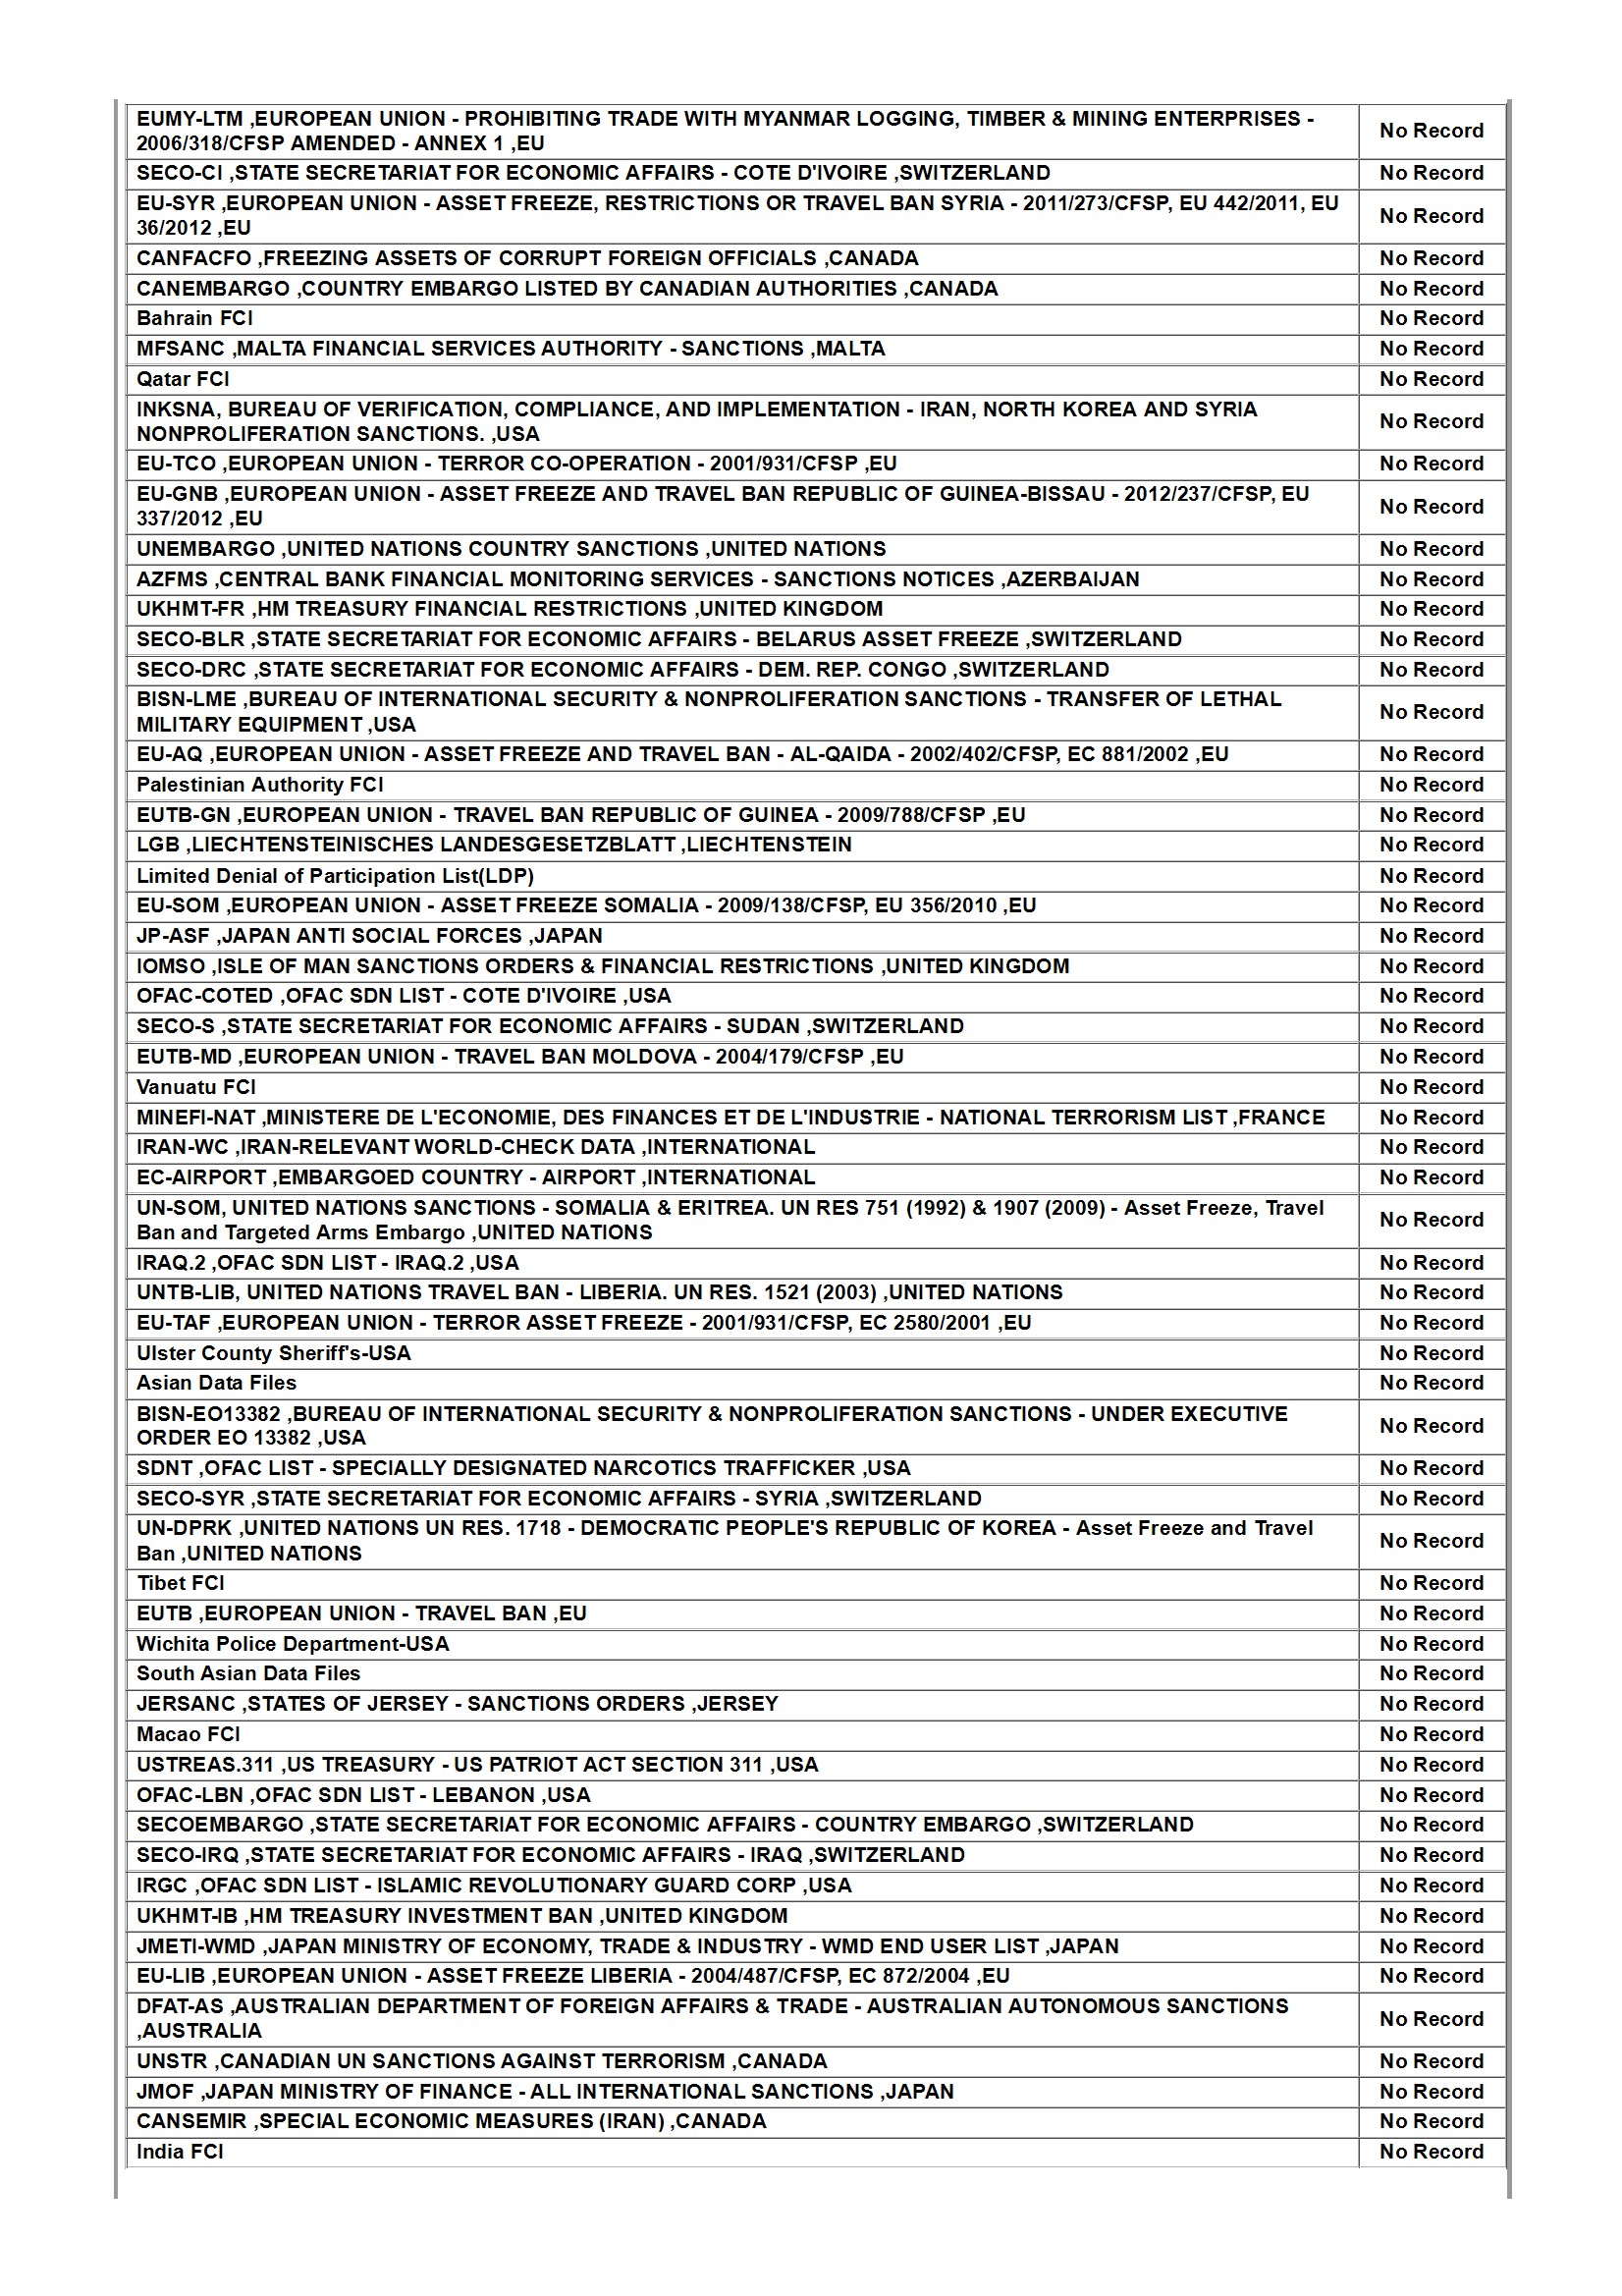 EUMY-LTM ,EUROPEAN UNION - PROHIBITING TRADE WITH MYANMAR LOGGING, TIMBER & MINING ENTERPRISES -
2006/318/CFSP AMENDED - ANNEX 1 ,EU
No Record
SECO-CI ,STATE SECRETARIAT FOR ECONOMIC AFFAIRS - COTE D'IVOIRE ,SWITZERLAND No Record
EU-SYR ,EUROPEAN UNION - ASSET FREEZE, RESTRICTIONS OR TRAVEL BAN SYRIA - 2011/273/CFSP, EU 442/2011, EU
36/2012 ,EU
No Record
CANFACFO ,FREEZING ASSETS OF CORRUPT FOREIGN OFFICIALS ,CANADA No Record
CANEMBARGO ,COUNTRY EMBARGO LISTED BY CANADIAN AUTHORITIES ,CANADA No Record
Bahrain FCI No Record
MFSANC ,MALTA FINANCIAL SERVICES AUTHORITY - SANCTIONS ,MALTA No Record
Qatar FCI No Record
INKSNA, BUREAU OF VERIFICATION, COMPLIANCE, AND IMPLEMENTATION - IRAN, NORTH KOREA AND SYRIA
NONPROLIFERATION SANCTIONS. ,USA
No Record
EU-TCO ,EUROPEAN UNION - TERROR CO-OPERATION - 2001/931/CFSP ,EU No Record
EU-GNB ,EUROPEAN UNION - ASSET FREEZE AND TRAVEL BAN REPUBLIC OF GUINEA-BISSAU - 2012/237/CFSP, EU
337/2012 ,EU
No Record
UNEMBARGO ,UNITED NATIONS COUNTRY SANCTIONS ,UNITED NATIONS No Record
AZFMS ,CENTRAL BANK FINANCIAL MONITORING SERVICES - SANCTIONS NOTICES ,AZERBAIJAN No Record
UKHMT-FR ,HM TREASURY FINANCIAL RESTRICTIONS ,UNITED KINGDOM No Record
SECO-BLR ,STATE SECRETARIAT FOR ECONOMIC AFFAIRS - BELARUS ASSET FREEZE ,SWITZERLAND No Record
SECO-DRC ,STATE SECRETARIAT FOR ECONOMIC AFFAIRS - DEM. REP. CONGO ,SWITZERLAND No Record
BISN-LME ,BUREAU OF INTERNATIONAL SECURITY & NONPROLIFERATION SANCTIONS - TRANSFER OF LETHAL
MILITARY EQUIPMENT ,USA
No Record
EU-AQ ,EUROPEAN UNION - ASSET FREEZE AND TRAVEL BAN - AL-QAIDA - 2002/402/CFSP, EC 881/2002 ,EU No Record
Palestinian Authority FCI No Record
EUTB-GN ,EUROPEAN UNION - TRAVEL BAN REPUBLIC OF GUINEA - 2009/788/CFSP ,EU No Record
LGB ,LIECHTENSTEINISCHES LANDESGESETZBLATT ,LIECHTENSTEIN No Record
Limited Denial of Participation List(LDP) No Record
EU-SOM ,EUROPEAN UNION - ASSET FREEZE SOMALIA - 2009/138/CFSP, EU 356/2010 ,EU No Record
JP-ASF ,JAPAN ANTI SOCIAL FORCES ,JAPAN No Record
IOMSO ,ISLE OF MAN SANCTIONS ORDERS & FINANCIAL RESTRICTIONS ,UNITED KINGDOM No Record
OFAC-COTED ,OFAC SDN LIST - COTE D'IVOIRE ,USA No Record
SECO-S ,STATE SECRETARIAT FOR ECONOMIC AFFAIRS - SUDAN ,SWITZERLAND No Record
EUTB-MD ,EUROPEAN UNION - TRAVEL BAN MOLDOVA - 2004/179/CFSP ,EU No Record
Vanuatu FCI No Record
MINEFI-NAT ,MINISTERE DE L'ECONOMIE, DES FINANCES ET DE L'INDUSTRIE - NATIONAL TERRORISM LIST ,FRANCE No Record
IRAN-WC ,IRAN-RELEVANT WORLD-CHECK DATA ,INTERNATIONAL No Record
EC-AIRPORT ,EMBARGOED COUNTRY - AIRPORT ,INTERNATIONAL No Record
UN-SOM, UNITED NATIONS SANCTIONS - SOMALIA & ERITREA. UN RES 751 (1992) & 1907 (2009) - Asset Freeze, Travel
Ban and Targeted Arms Embargo ,UNITED NATIONS
No Record
IRAQ.2 ,OFAC SDN LIST - IRAQ.2 ,USA No Record
UNTB-LIB, UNITED NATIONS TRAVEL BAN - LIBERIA. UN RES. 1521 (2003) ,UNITED NATIONS No Record
EU-TAF ,EUROPEAN UNION - TERROR ASSET FREEZE - 2001/931/CFSP, EC 2580/2001 ,EU No Record
Ulster County Sheriff's-USA No Record
Asian Data Files No Record
BISN-EO13382 ,BUREAU OF INTERNATIONAL SECURITY & NONPROLIFERATION SANCTIONS - UNDER EXECUTIVE
ORDER EO 13382 ,USA
No Record
SDNT ,OFAC LIST - SPECIALLY DESIGNATED NARCOTICS TRAFFICKER ,USA No Record
SECO-SYR ,STATE SECRETARIAT FOR ECONOMIC AFFAIRS - SYRIA ,SWITZERLAND No Record
UN-DPRK ,UNITED NATIONS UN RES. 1718 - DEMOCRATIC PEOPLE'S REPUBLIC OF KOREA - Asset Freeze and Travel
Ban ,UNITED NATIONS
No Record
Tibet FCI No Record
EUTB ,EUROPEAN UNION - TRAVEL BAN ,EU No Record
Wichita Police Department-USA No Record
South Asian Data Files No Record
JERSANC ,STATES OF JERSEY - SANCTIONS ORDERS ,JERSEY No Record
Macao FCI No Record
USTREAS.311 ,US TREASURY - US PATRIOT ACT SECTION 311 ,USA No Record
OFAC-LBN ,OFAC SDN LIST - LEBANON ,USA No Record
SECOEMBARGO ,STATE SECRETARIAT FOR ECONOMIC AFFAIRS - COUNTRY EMBARGO ,SWITZERLAND No Record
SECO-IRQ ,STATE SECRETARIAT FOR ECONOMIC AFFAIRS - IRAQ ,SWITZERLAND No Record
IRGC ,OFAC SDN LIST - ISLAMIC REVOLUTIONARY GUARD CORP ,USA No Record
UKHMT-IB ,HM TREASURY INVESTMENT BAN ,UNITED KINGDOM No Record
JMETI-WMD ,JAPAN MINISTRY OF ECONOMY, TRADE & INDUSTRY - WMD END USER LIST ,JAPAN No Record
EU-LIB ,EUROPEAN UNION - ASSET FREEZE LIBERIA - 2004/487/CFSP, EC 872/2004 ,EU No Record
DFAT-AS ,AUSTRALIAN DEPARTMENT OF FOREIGN AFFAIRS & TRADE - AUSTRALIAN AUTONOMOUS SANCTIONS
,AUSTRALIA
No Record
UNSTR ,CANADIAN UN SANCTIONS AGAINST TERRORISM ,CANADA No Record
JMOF ,JAPAN MINISTRY OF FINANCE - ALL INTERNATIONAL SANCTIONS ,JAPAN No Record
CANSEMIR ,SPECIAL ECONOMIC MEASURES (IRAN) ,CANADA No Record
India FCI No Record